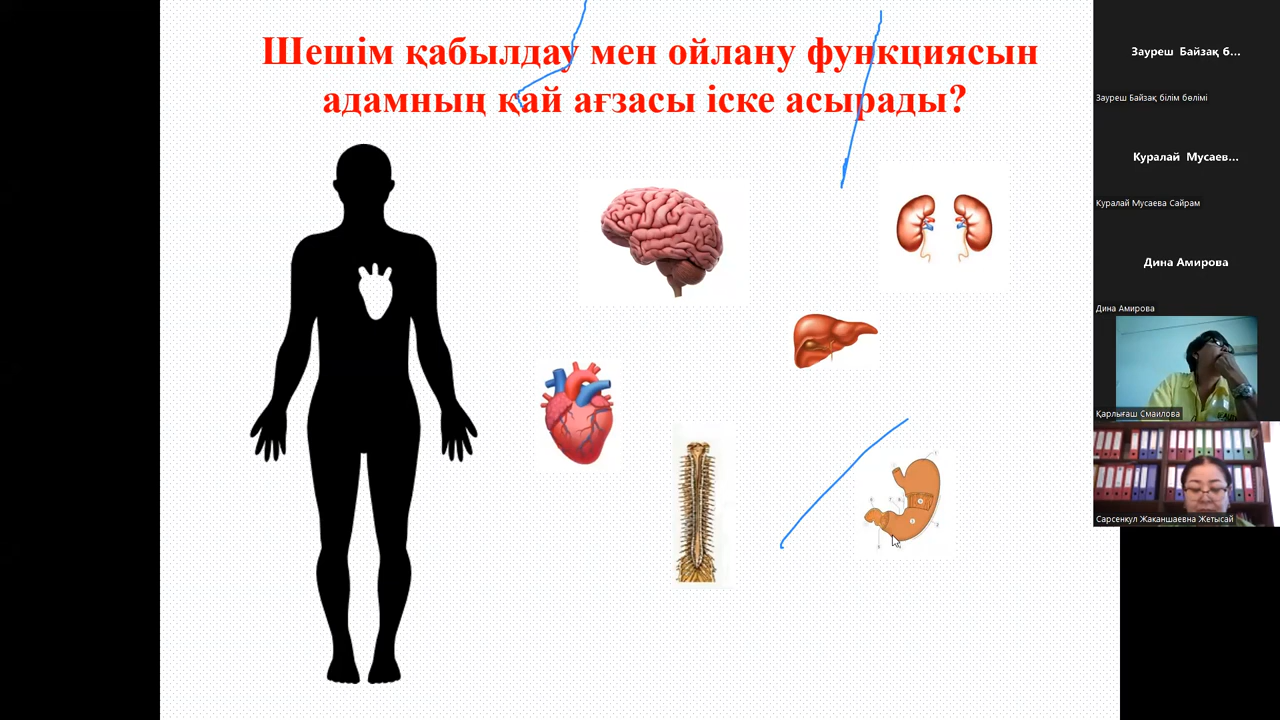 Шешім қабылдау мен ойлану функциясын
адамның қай ағзасы іске асырады?
Зауреш Байзақ б...
Зауреш Байзақ білім бөлімі
Куралай Мусаев...
Куралай Мусаева Сайрам
Дина Амирова
Дина Амирова
Қарлығаш Смаилова
Сарсенкул Жаканшаевна Жетысай